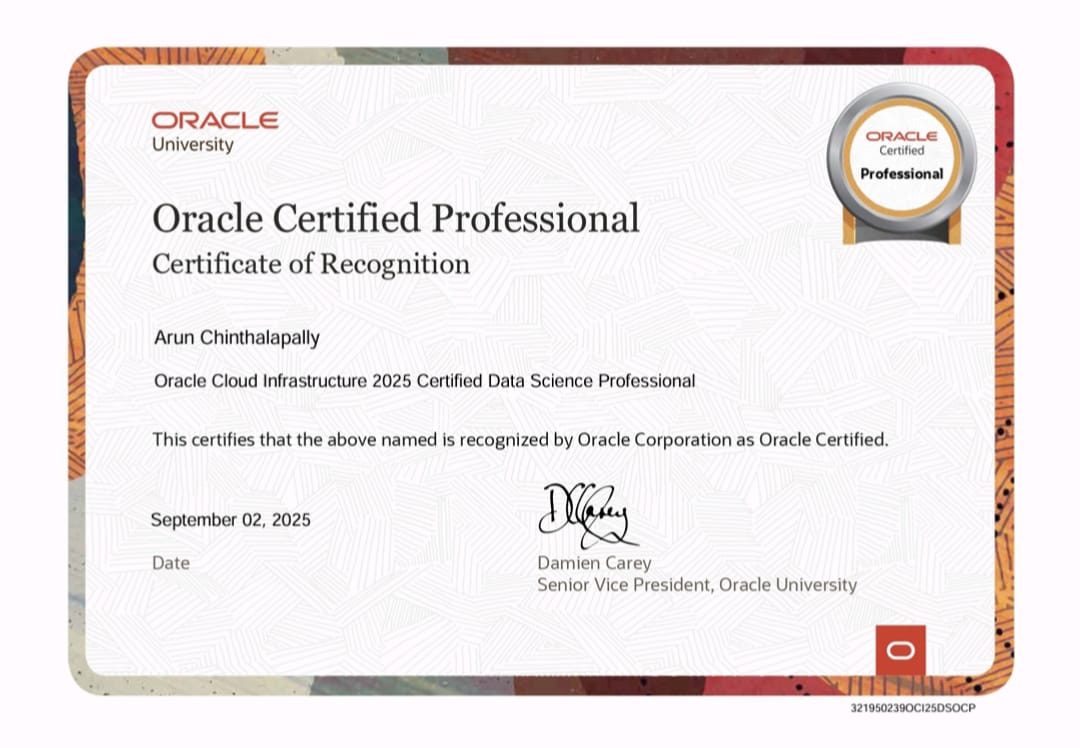 ORACLE
University
ORACLE
Certified
Professional
Oracle Certified Professional
Certificate of Recognition
Arun Chinthalapally
Oracle Cloud Infrastructure 2025 Certified Data Science Professional
This certifies that the above named is recognized by Oracle Corporation as Oracle Certified.
September 02, 2025
Date
DCarey
Damien Carey
Senior Vice President, Oracle University
321950239OCI25DSOCP